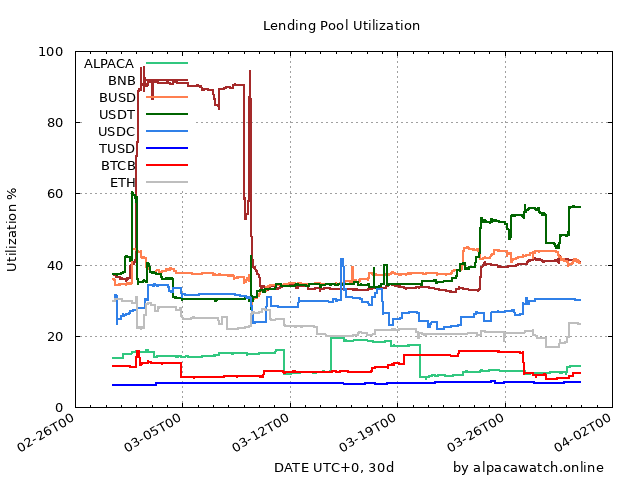 Lending Pool Utilization
Utilization %
100
80
60
40
20
0
ALPACA
BNB
BUSD
USDT
USDC
TUSD
BTCB
ETH
02-26T00
03-05T00
03-12T00
03-19T00
03-26T00
04-02T00
DATE UTC+0, 30d
by alpacawatch.online